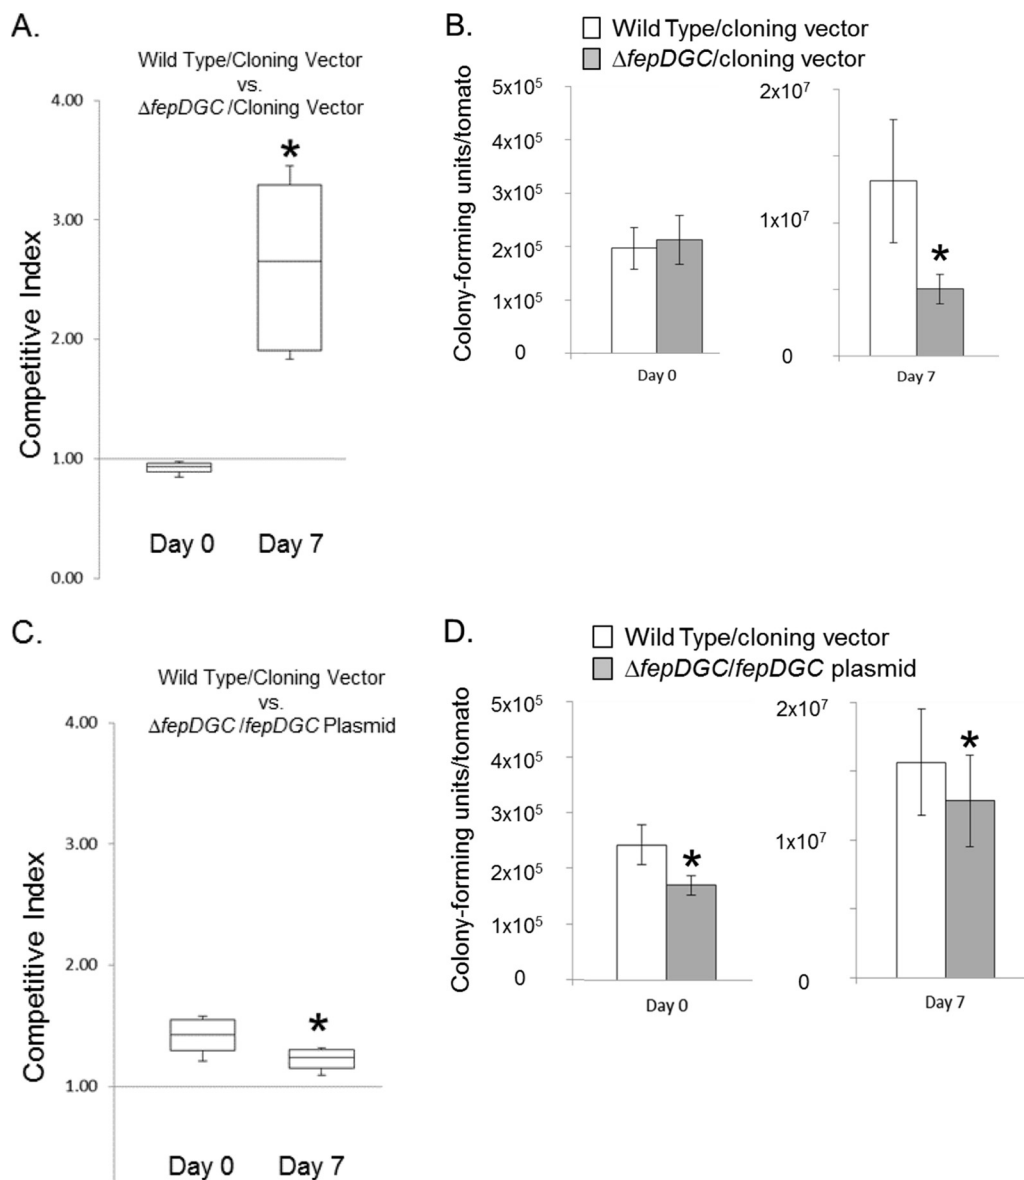 A.
Wild Type/Cloning Vector
vs.
ΔfepDGC/Cloning Vector
4.00
*
3.00
2.00
1.00
0.00
Competitive Index
Day 0 Day 7
B.
Wild Type/cloning vector
ΔfepDGC/cloning vector
Colony-forming units/tomato
5x10⁵
4x10⁵
3x10⁵
2x10⁵
1x10⁵
0
Day 0
2x10⁷
1x10⁷
*
0
Day 7
C.
Wild Type/Cloning Vector
vs.
ΔfepDGC/fepDGC Plasmid
4.00
3.00
2.00
*
1.00
Competitive Index
Day 0 Day 7
D.
Wild Type/cloning vector
ΔfepDGC/fepDGC plasmid
Colony-forming units/tomato
5x10⁵
4x10⁵
3x10⁵
2x10⁵
*
1x10⁵
0
Day 0
2x10⁷
*
1x10⁷
0
Day 7